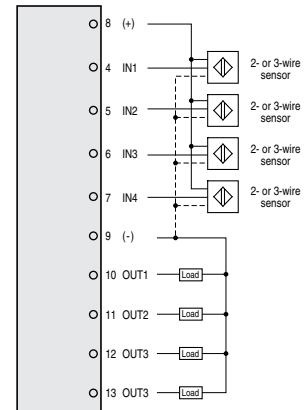 8 (+)
4 IN1
2- or 3-wire
sensor
5 IN2
2- or 3-wire
sensor
6 IN3
2- or 3-wire
sensor
7 IN4
2- or 3-wire
sensor
9 (-)
10 OUT1 Load
11 OUT2 Load
12 OUT3 Load
13 OUT3 Load